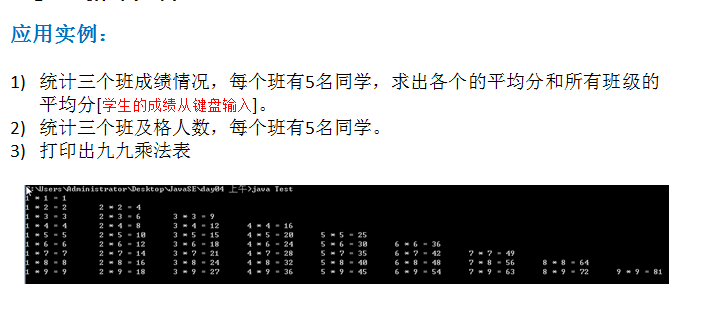 应用实例：
1) 统计三个班成绩情况，每个班有5名同学，求出各个的平均分和所有班级的
平均分[学生的成绩从键盘输入]。
2) 统计三个班及格人数，每个班有5名同学。
3) 打印出九九乘法表
:\Users\Administrator\Desktop\JavaSE\day04 上午>java Test
1 * 1 = 1
1 * 2 = 2 2 * 2 = 4
1 * 3 = 3 2 * 3 = 6 3 * 3 = 9
1 * 4 = 4 2 * 4 = 8 3 * 4 = 12 4 * 4 = 16
1 * 5 = 5 2 * 5 = 10 3 * 5 = 15 4 * 5 = 20 5 * 5 = 25
1 * 6 = 6 2 * 6 = 12 3 * 6 = 18 4 * 6 = 24 5 * 6 = 30 6 * 6 = 36
1 * 7 = 7 2 * 7 = 14 3 * 7 = 21 4 * 7 = 28 5 * 7 = 35 6 * 7 = 42 7 * 7 = 49
1 * 8 = 8 2 * 8 = 16 3 * 8 = 24 4 * 8 = 32 5 * 8 = 40 6 * 8 = 48 7 * 8 = 56 8 * 8 = 64
1 * 9 = 9 2 * 9 = 18 3 * 9 = 27 4 * 9 = 36 5 * 9 = 45 6 * 9 = 54 7 * 9 = 63 8 * 9 = 72 9 * 9 = 81